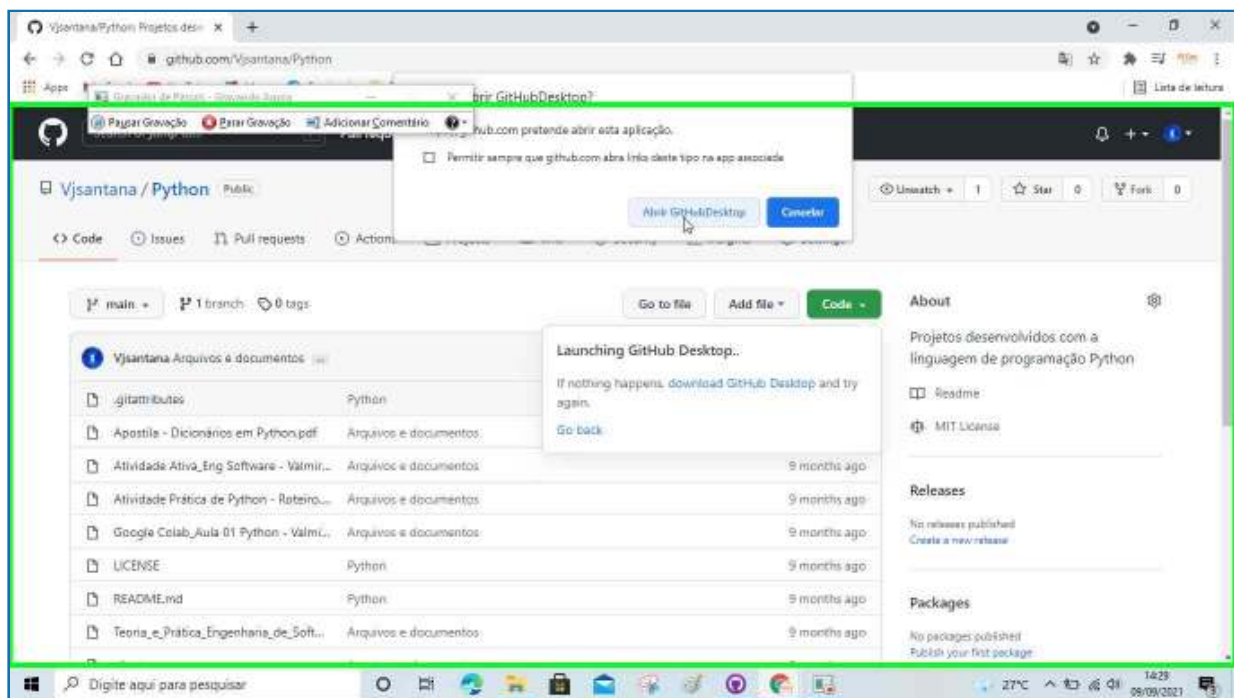 Vjsantana/Python: Projetos des
github.com/Vjsantana/Python
Apps
Lista de leitura
Gravador de Passos - Gravando Agora
Pausar Gravação Parar Gravação Adicionar Comentário
brir GitHubDesktop?
hub.com pretende abrir esta aplicação.
Permitir sempre que github.com abra links deste tipo na app associada
Abrir GitHubDesktop Cancelar
Vjsantana / Python Public
Unwatch 1 Star 0 Fork 0
Code Issues Pull requests Action
main 1 branch 0 tags
Go to file Add file Code
Launching GitHub Desktop..
If nothing happens, download GitHub Desktop and try
again.
Go back
Vjsantana Arquivos e documentos ...
.gitattributes Python
Apostila - Dicionários em Python.pdf Arquivos e documentos
Atividade Ativa_Eng Software - Valmir... Arquivos e documentos 9 months ago
Atividade Prática de Python - Roteiro... Arquivos e documentos 9 months ago
Google Colab_Aula 01 Python - Valmi... Arquivos e documentos 9 months ago
LICENSE Python 9 months ago
README.md Python 9 months ago
Teoria_e_Prática_Engenharia_de_Soft... Arquivos e documentos 9 months ago
About
Projetos desenvolvidos com a
linguagem de programação Python
Readme
MIT License
Releases
No releases published
Create a new release
Packages
No packages published
Publish your first package
Digite aqui para pesquisar
27°C
14:29
09/09/2021